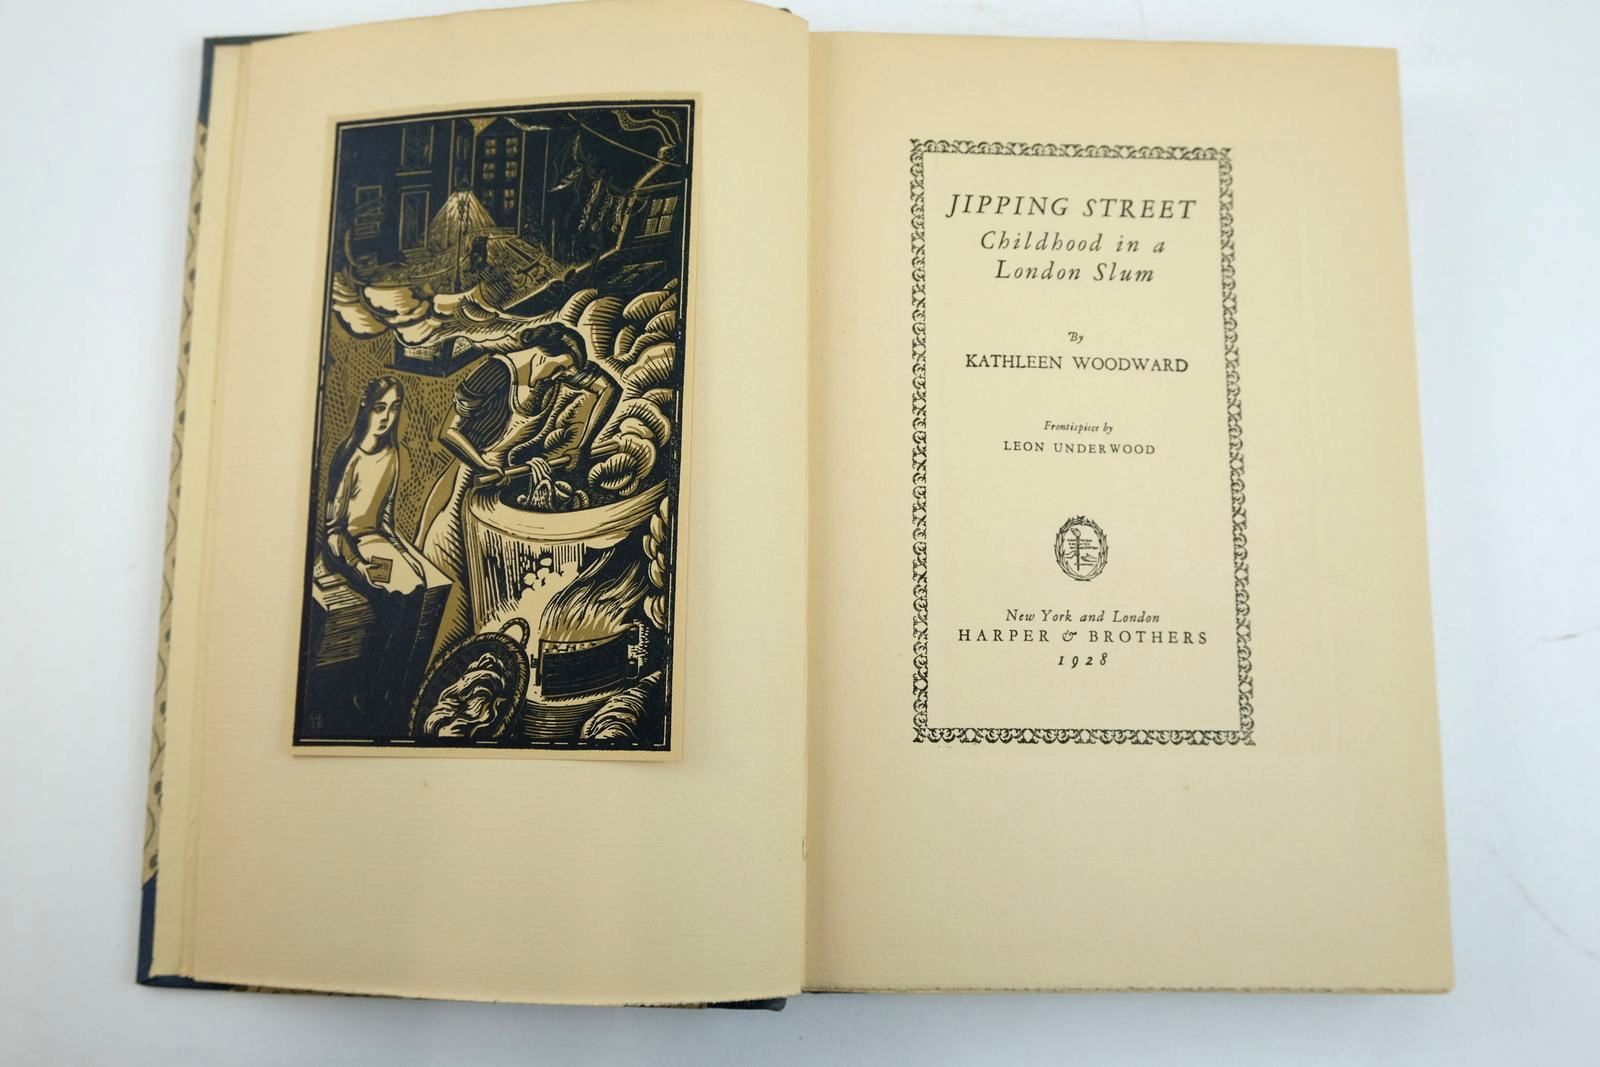 JIPPING STREET
Childhood in a
London Slum
By
KATHLEEN WOODWARD
Frontispiece by
LEON UNDERWOOD
New York and London
HARPER & BROTHERS
1928